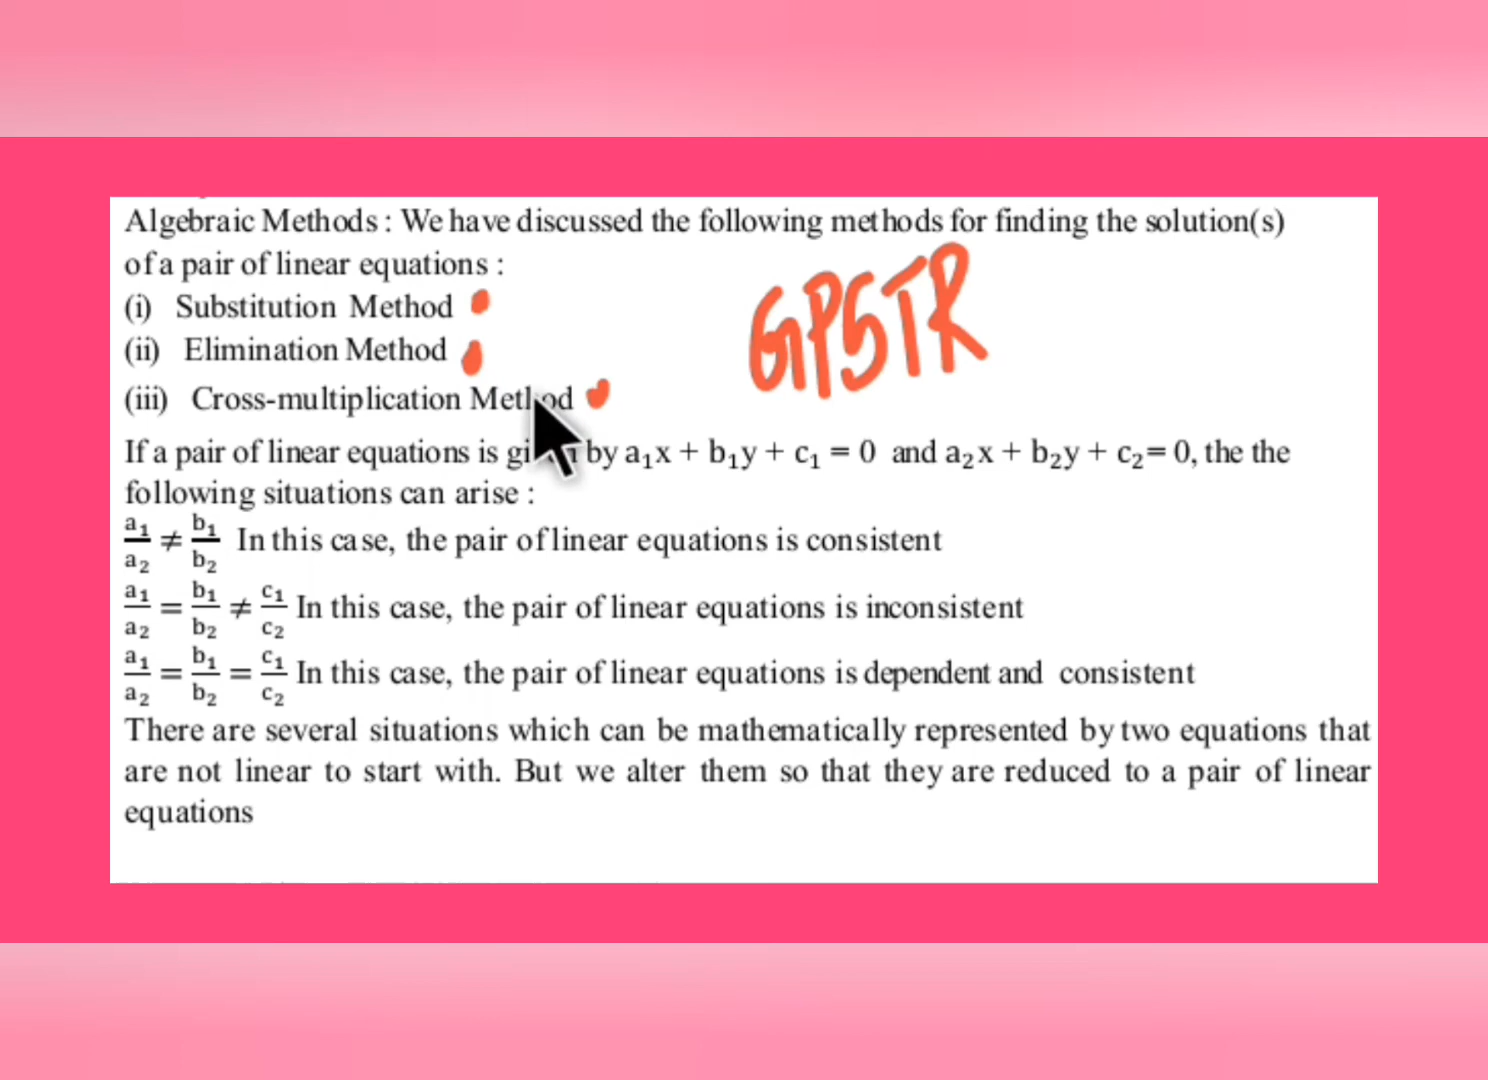 Algebraic Methods : We have discussed the following methods for finding the solution(s)
of a pair of linear equations :
(i) Substitution Method
(ii) Elimination Method
GPSTR
(iii) Cross-multiplication Method
If a pair of linear equations is by a₁x + b₁y + c₁ = 0 and a₂x + b₂y + c₂= 0, the the
following situations can arise :
a₁/a₂ ≠ b₁/b₂ In this case, the pair of linear equations is consistent
a₁/a₂ = b₁/b₂ ≠ c₁/c₂ In this case, the pair of linear equations is inconsistent
a₁/a₂ = b₁/b₂ = c₁/c₂ In this case, the pair of linear equations is dependent and consistent
There are several situations which can be mathematically represented by two equations that
are not linear to start with. But we alter them so that they are reduced to a pair of linear
equations